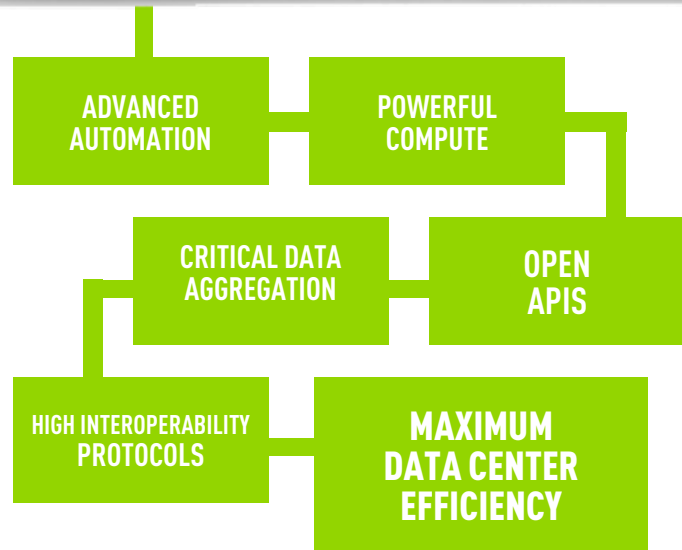 ADVANCED
AUTOMATION
POWERFUL
COMPUTE
OPEN
APIS
CRITICAL DATA
AGGREGATION
HIGH INTEROPERABILITY
PROTOCOLS
MAXIMUM
DATA CENTER
EFFICIENCY